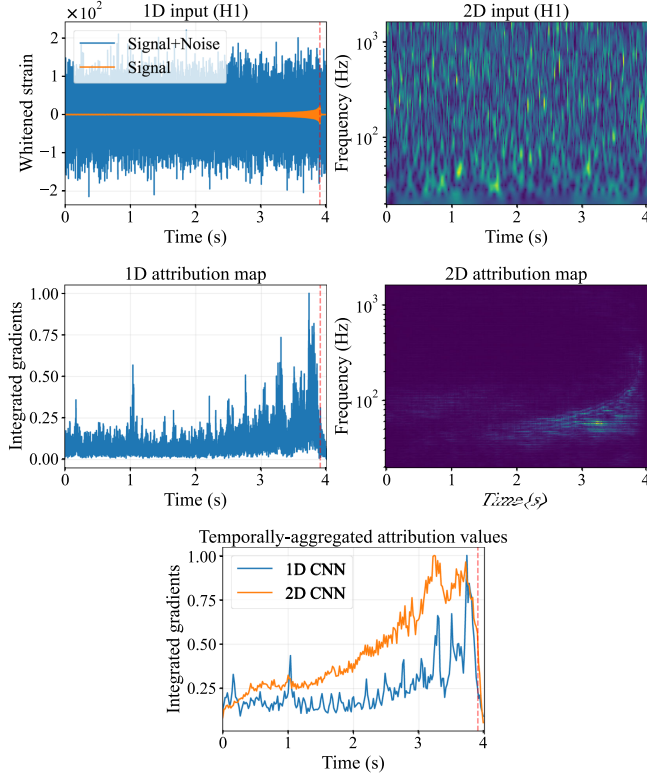 1D input (H1)
×10²
Whitened strain
2
1
0
−1
−2
Signal+Noise
Signal
0 1 2 3 4
Time (s)
2D input (H1)
Frequency (Hz)
10³
10²
0 1 2 3 4
Time (s)
1D attribution map
Integrated gradients
1.00
0.75
0.50
0.25
0.00
0 1 2 3 4
Time (s)
2D attribution map
Frequency (Hz)
10³
10²
0 1 2 3 4
Time (s)
Temporally-aggregated attribution values
Integrated gradients
1.00
0.75
0.50
0.25
1D CNN
2D CNN
0 1 2 3 4
Time (s)